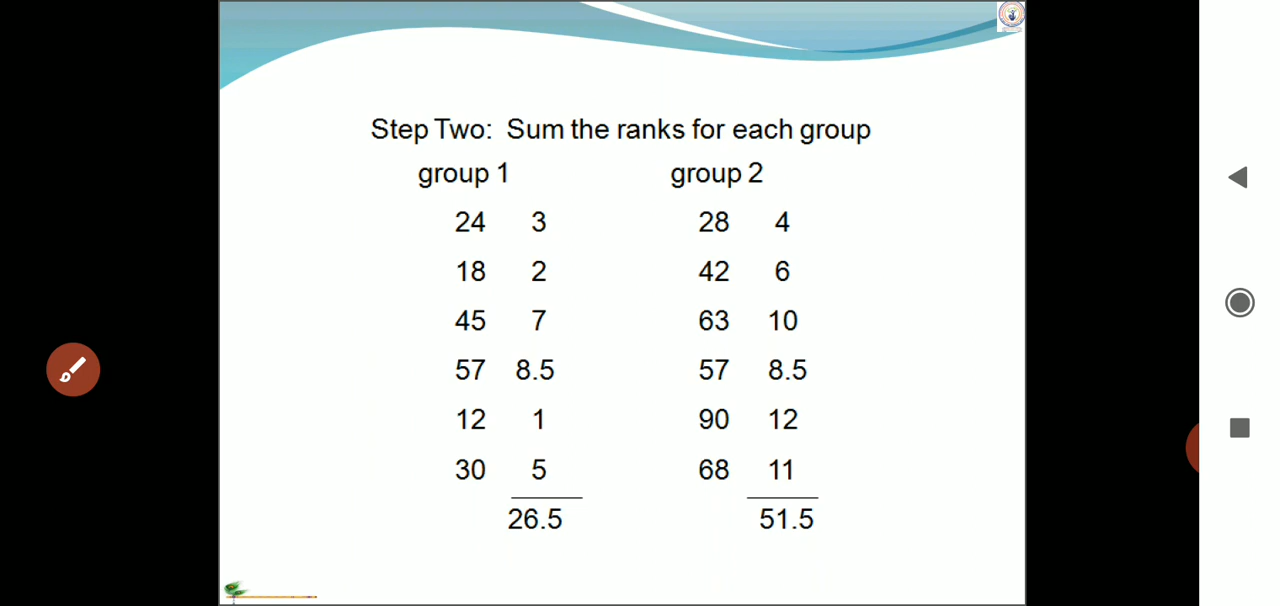 Step Two: Sum the ranks for each group
group 1 group 2
24 3 28 4
18 2 42 6
45 7 63 10
57 8.5 57 8.5
12 1 90 12
30 5 68 11
26.5 51.5